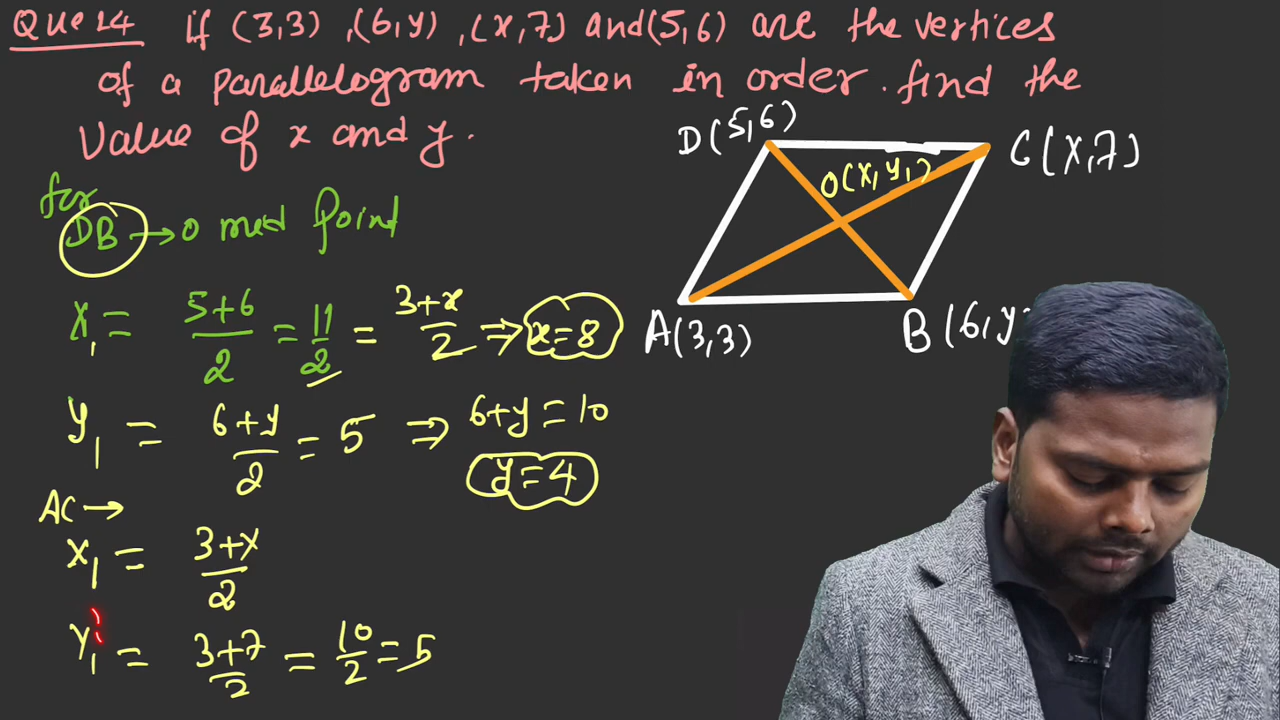 Que 14 If (3,3) ,(6,y) ,(x,7) and (5,6) are the vertices
of a parallelogram taken in order. find the
Value of x and y.
D(5,6)
C(x,7)
O(x, y₁)
A(3,3)
B(6,y
for
DB → O mid Point
x₁ = 5+6/2 = 11/2 = 3+x/2 ⇒ x=8
y₁ = 6+y/2 = 5 ⇒ 6+y=10
y=4
AC →
x₁ = 3+x/2
y₁ = 3+7/2 = 10/2 = 5